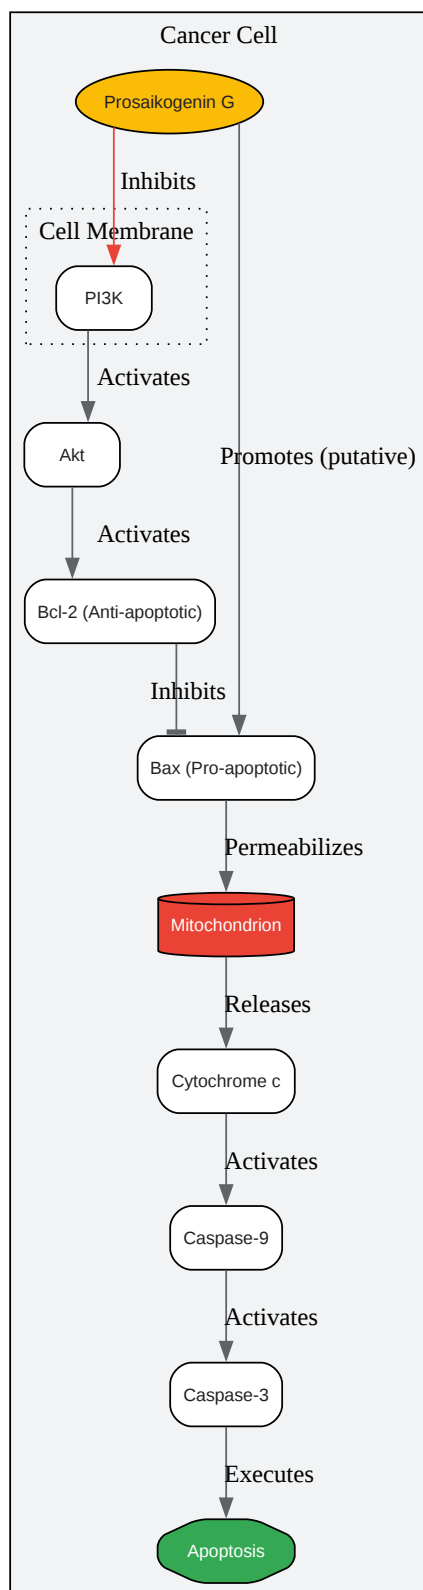 Cancer Cell
Prosaikogenin G
Inhibits
Cell Membrane
PI3K
Activates
Akt
Promotes (putative)
Activates
Bcl-2 (Anti-apoptotic)
Inhibits
Bax (Pro-apoptotic)
Permeabilizes
Mitochondrion
Releases
Cytochrome c
Activates
Caspase-9
Activates
Caspase-3
Executes
Apoptosis